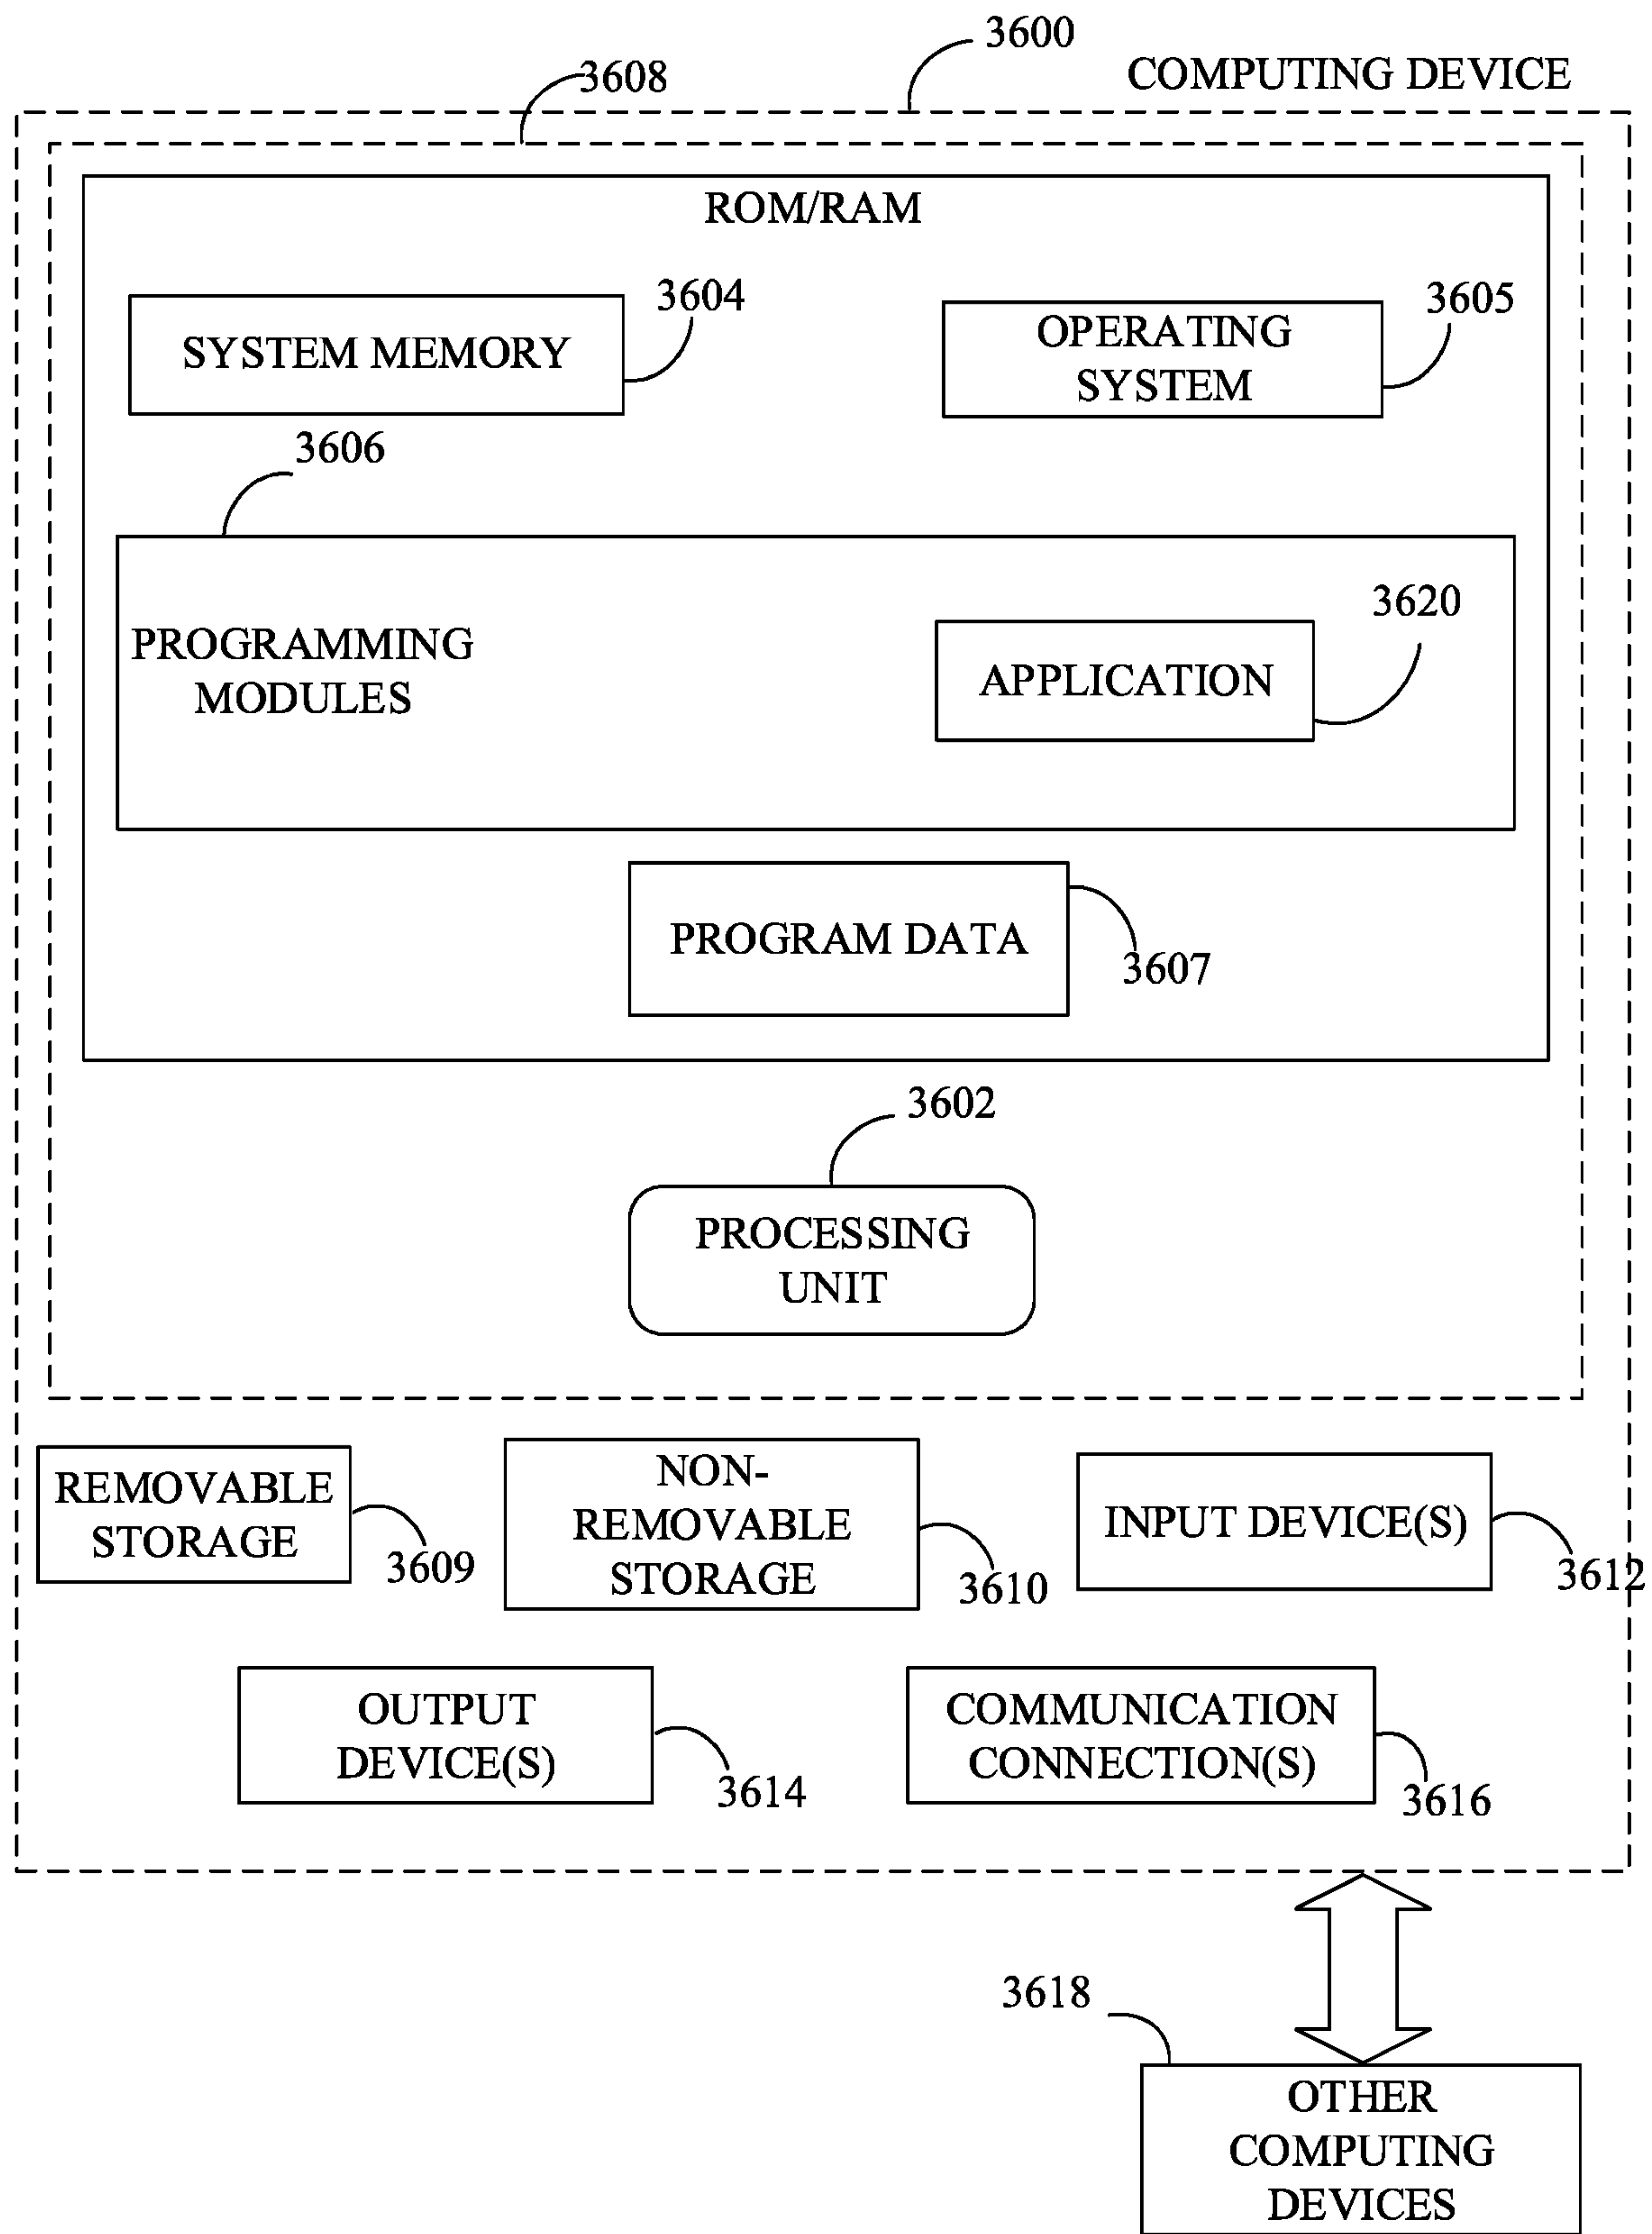 3600
3608
COMPUTING DEVICE
ROM/RAM
3604
3605
SYSTEM MEMORY
OPERATING
SYSTEM
3606
3620
PROGRAMMING
MODULES
APPLICATION
PROGRAM DATA
3607
3602
PROCESSING
UNIT
REMOVABLE
STORAGE
3609
NON-
REMOVABLE
STORAGE
3610
INPUT DEVICE(S)
3612
OUTPUT
DEVICE(S)
3614
COMMUNICATION
CONNECTION(S)
3616
3618
OTHER
COMPUTING
DEVICES